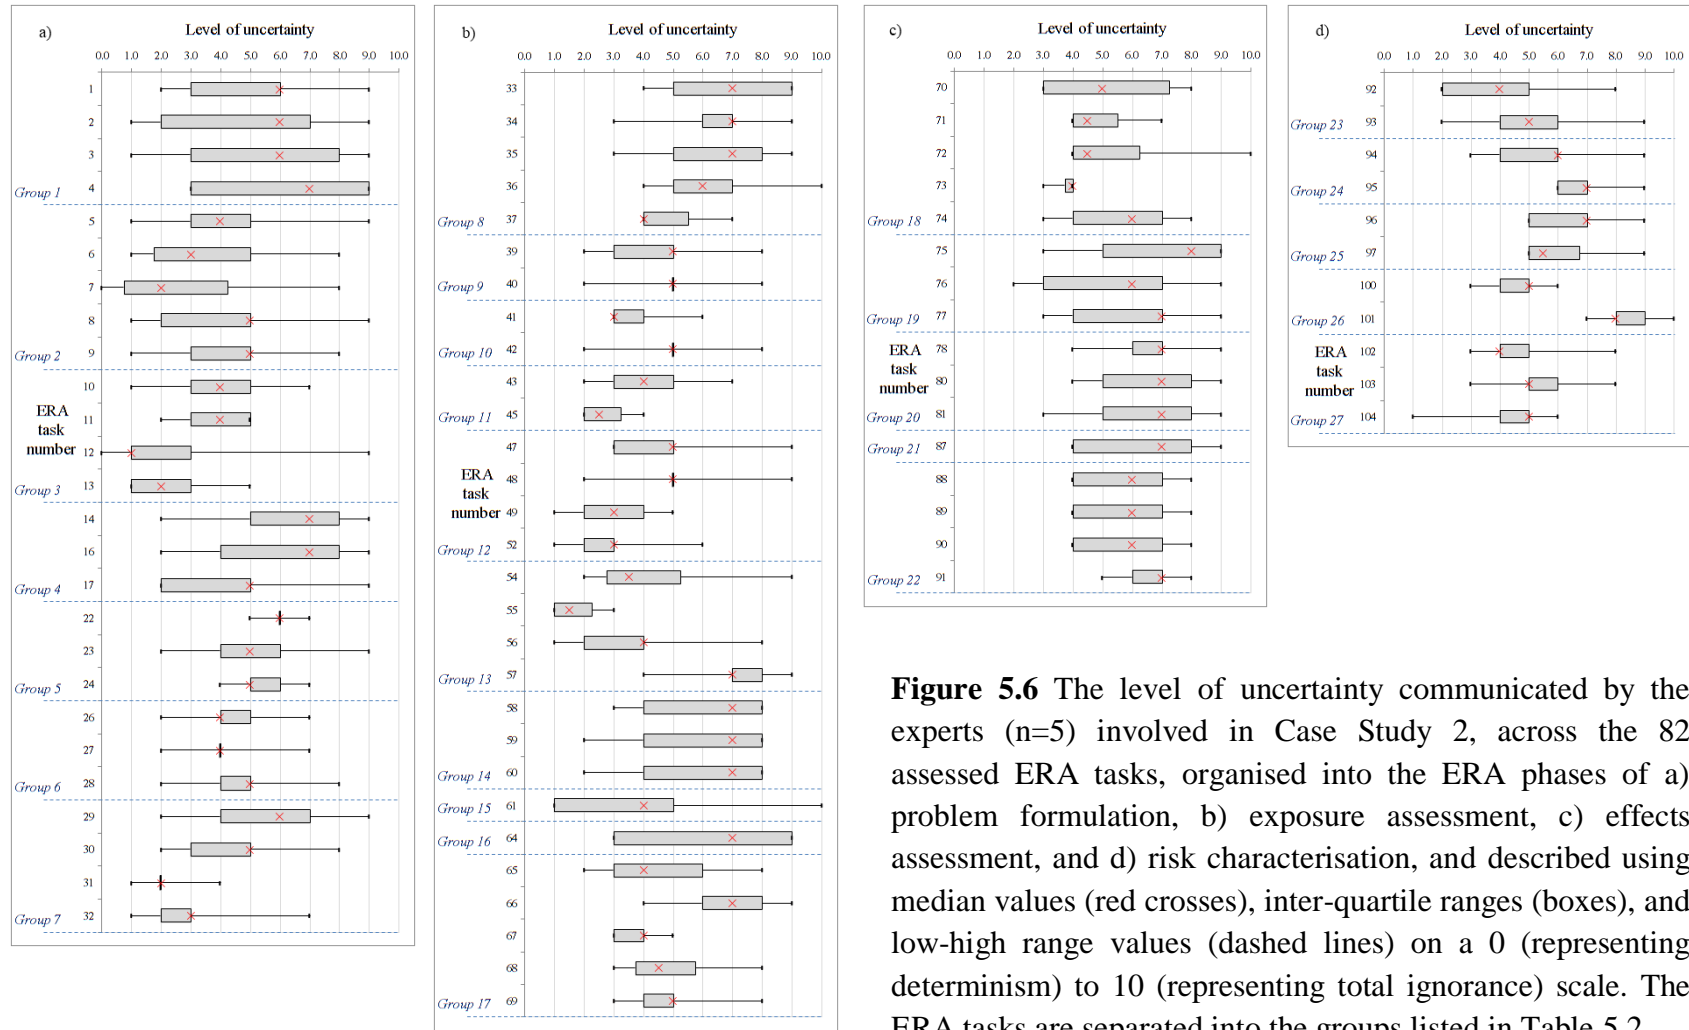 a)
Level of uncertainty
0.0 1.0 2.0 3.0 4.0 5.0 6.0 7.0 8.0 9.0 10.0
1
2
3
Group 1 4
5
6
7
8
Group 2 9
10
ERA
task
number
11
12
Group 3 13
14
16
Group 4 17
22
23
Group 5 24
26
27
Group 6 28
29
30
31
Group 7 32
b)
Level of uncertainty
0.0 1.0 2.0 3.0 4.0 5.0 6.0 7.0 8.0 9.0 10.0
33
34
35
36
Group 8 37
39
Group 9 40
41
Group 10 42
43
Group 11 45
47
ERA
task
number
48
49
Group 12 52
54
55
56
Group 13 57
58
59
Group 14 60
Group 15 61
Group 16 64
65
66
67
68
Group 17 69
c)
Level of uncertainty
0.0 1.0 2.0 3.0 4.0 5.0 6.0 7.0 8.0 9.0 10.0
70
71
72
73
Group 18 74
75
76
Group 19 77
ERA
task
number
78
80
Group 20 81
Group 21 87
88
89
90
Group 22 91
d)
Level of uncertainty
0.0 1.0 2.0 3.0 4.0 5.0 6.0 7.0 8.0 9.0 10.0
92
Group 23 93
94
Group 24 95
96
Group 25 97
100
Group 26 101
ERA
task
number
102
103
Group 27 104
Figure 5.6 The level of uncertainty communicated by the
experts (n=5) involved in Case Study 2, across the 82
assessed ERA tasks, organised into the ERA phases of a)
problem formulation, b) exposure assessment, c) effects
assessment, and d) risk characterisation, and described using
median values (red crosses), inter-quartile ranges (boxes), and
low-high range values (dashed lines) on a 0 (representing
determinism) to 10 (representing total ignorance) scale. The
ERA tasks are separated into the groups listed in Table 5.2